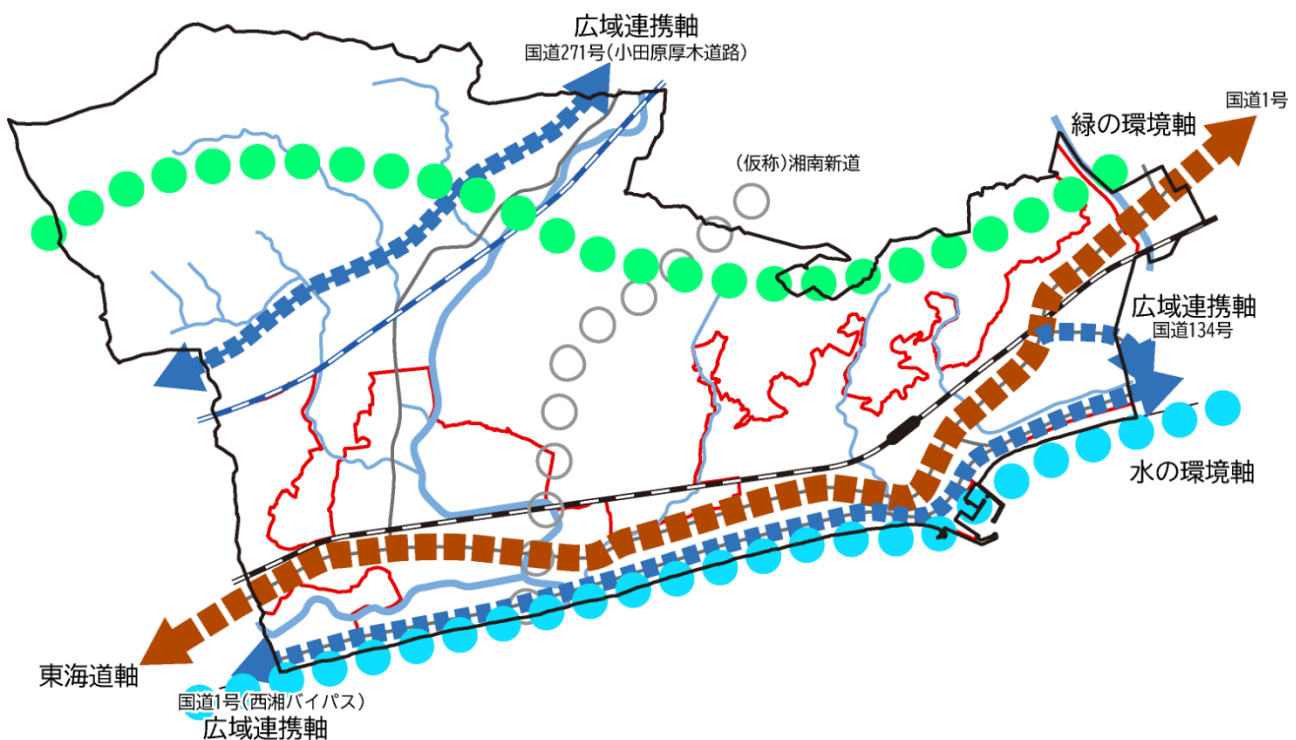 広域連携軸
国道271号(小田原厚木道路)
国道1号
緑の環境軸
(仮称)湘南新道
広域連携軸
国道134号
水の環境軸
東海道軸
国道1号(西湘バイパス)
広域連携軸